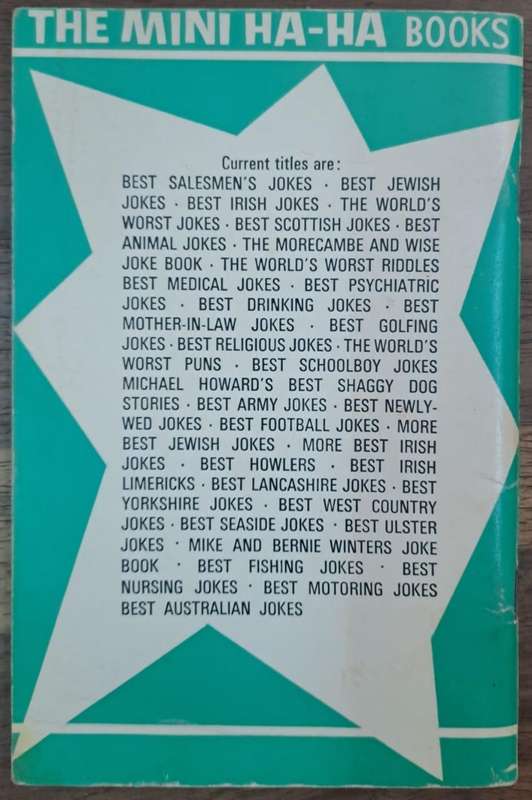 THE MINI HA-HA BOOKS
Current titles are:
BEST SALESMEN'S JOKES · BEST JEWISH
JOKES · BEST IRISH JOKES · THE WORLD'S
WORST JOKES · BEST SCOTTISH JOKES · BEST
ANIMAL JOKES · THE MORECAMBE AND WISE
JOKE BOOK · THE WORLD'S WORST RIDDLES
BEST MEDICAL JOKES · BEST PSYCHIATRIC
JOKES · BEST DRINKING JOKES · BEST
MOTHER-IN-LAW JOKES · BEST GOLFING
JOKES · BEST RELIGIOUS JOKES · THE WORLD'S
WORST PUNS · BEST SCHOOLBOY JOKES
MICHAEL HOWARD'S BEST SHAGGY DOG
STORIES · BEST ARMY JOKES · BEST NEWLY-
WED JOKES · BEST FOOTBALL JOKES · MORE
BEST JEWISH JOKES · MORE BEST IRISH
JOKES · BEST HOWLERS · BEST IRISH
LIMERICKS · BEST LANCASHIRE JOKES · BEST
YORKSHIRE JOKES · BEST WEST COUNTRY
JOKES · BEST SEASIDE JOKES · BEST ULSTER
JOKES · MIKE AND BERNIE WINTERS JOKE
BOOK · BEST FISHING JOKES · BEST
NURSING JOKES · BEST MOTORING JOKES
BEST AUSTRALIAN JOKES